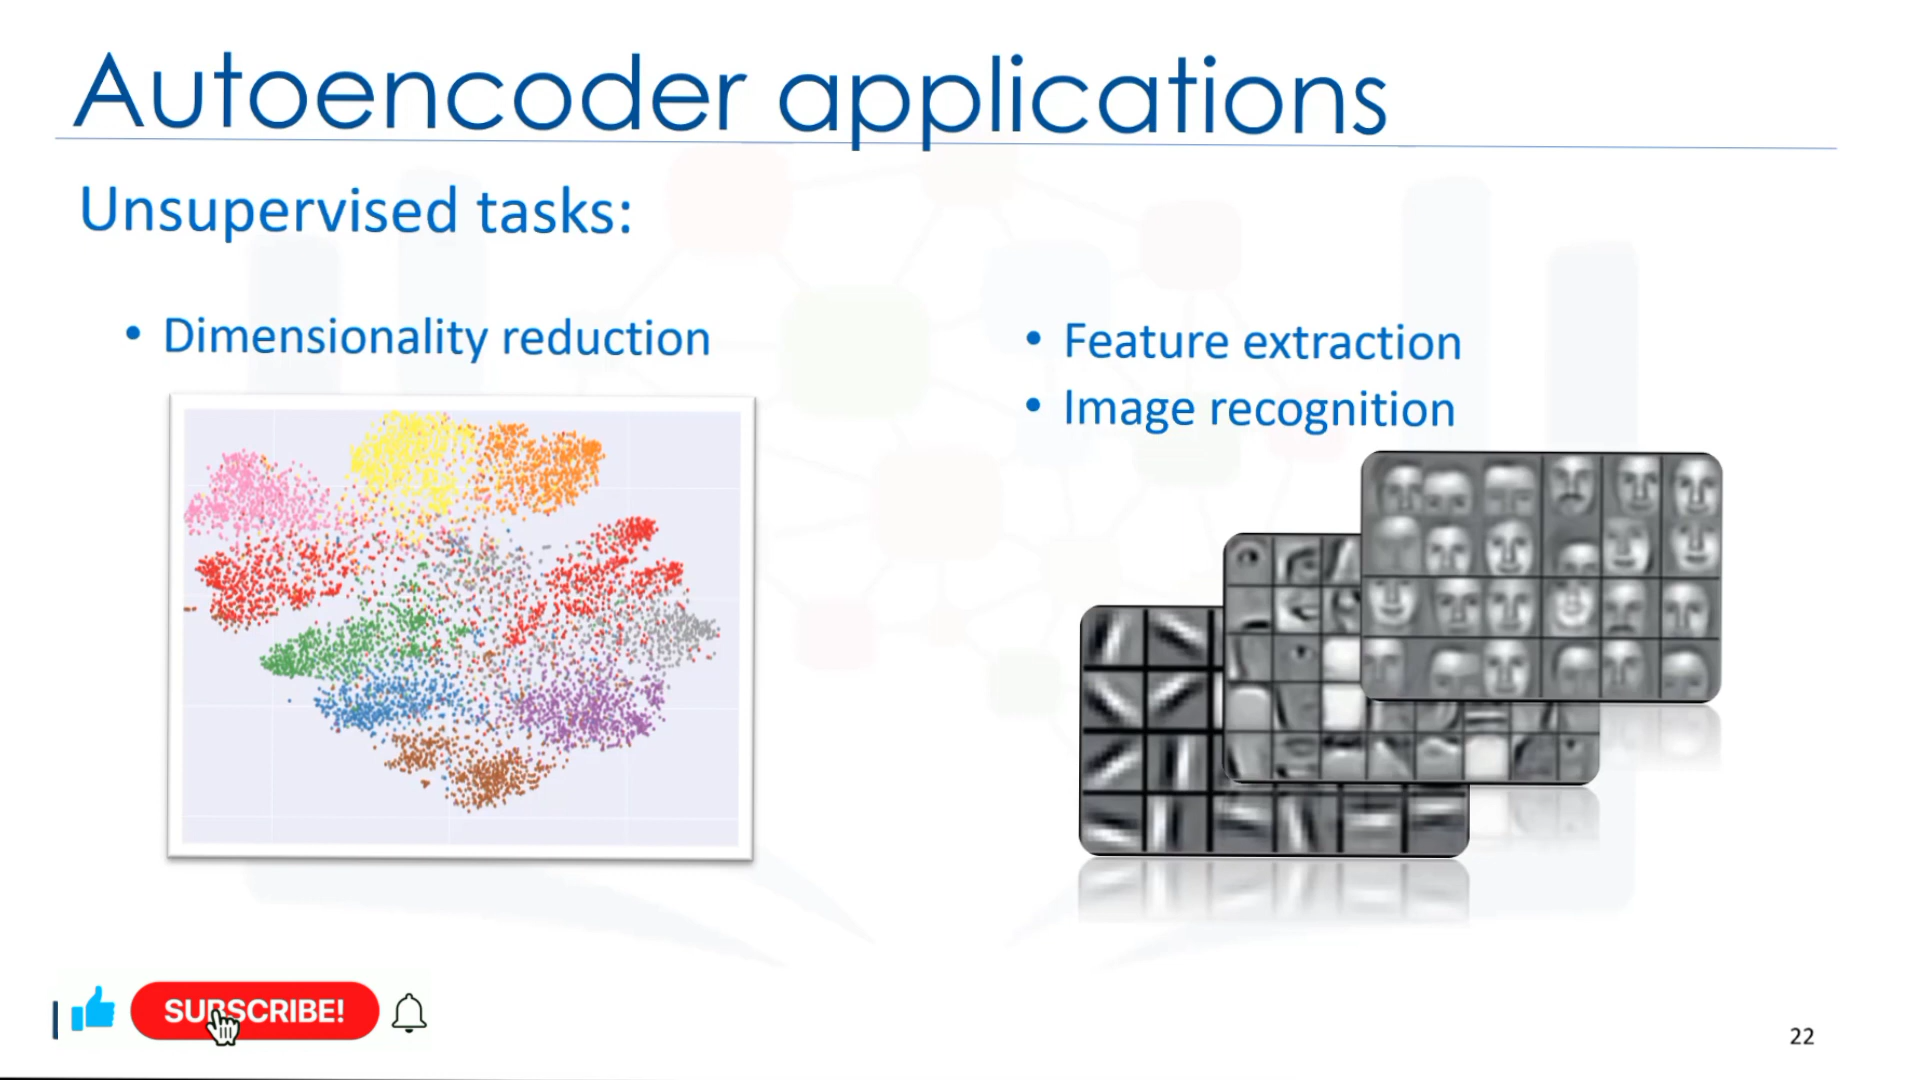 Autoencoder applications
Unsupervised tasks:
• Dimensionality reduction
• Feature extraction
• Image recognition
SUBSCRIBE!
22